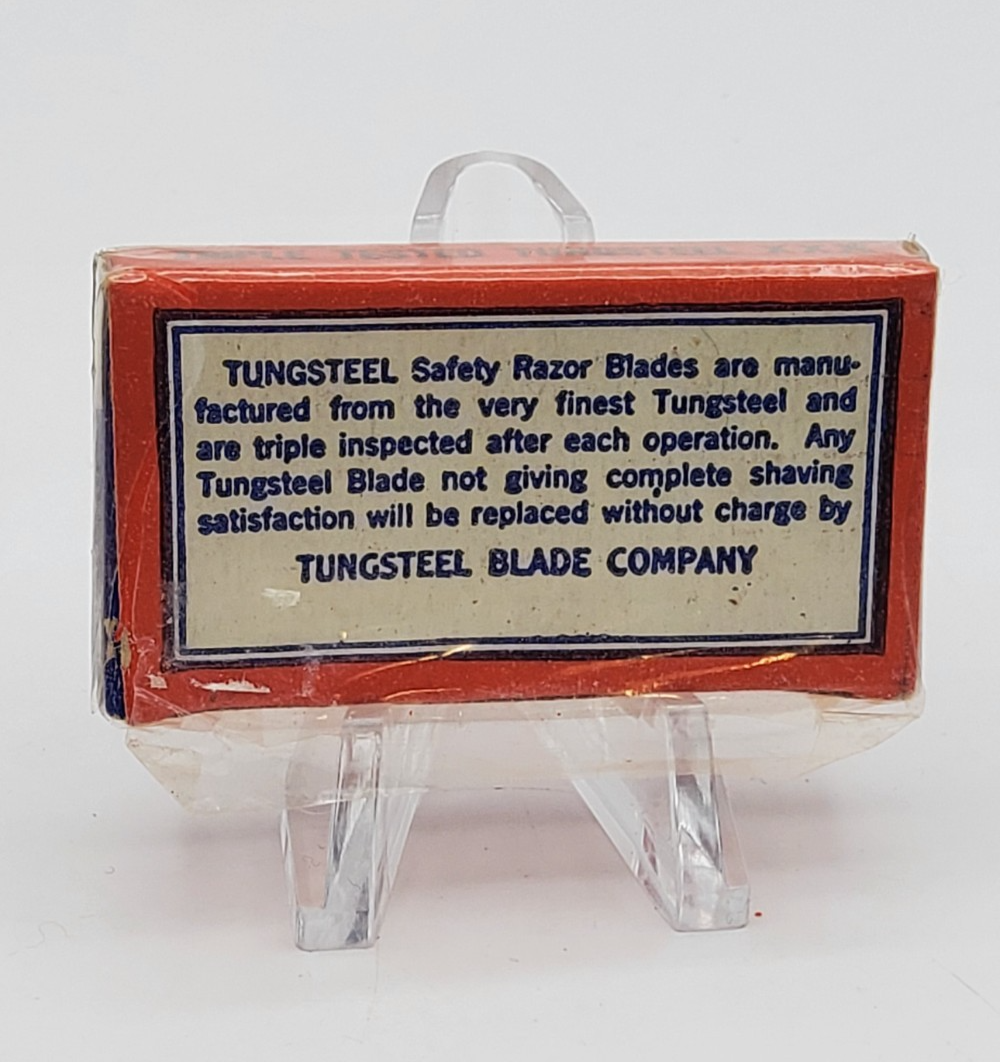 TUNGSTEEL Safety Razor Blades are manu-
factured from the very finest Tungsteel and
are triple inspected after each operation. Any
Tungsteel Blade not giving complete shaving
satisfaction will be replaced without charge by
TUNGSTEEL BLADE COMPANY